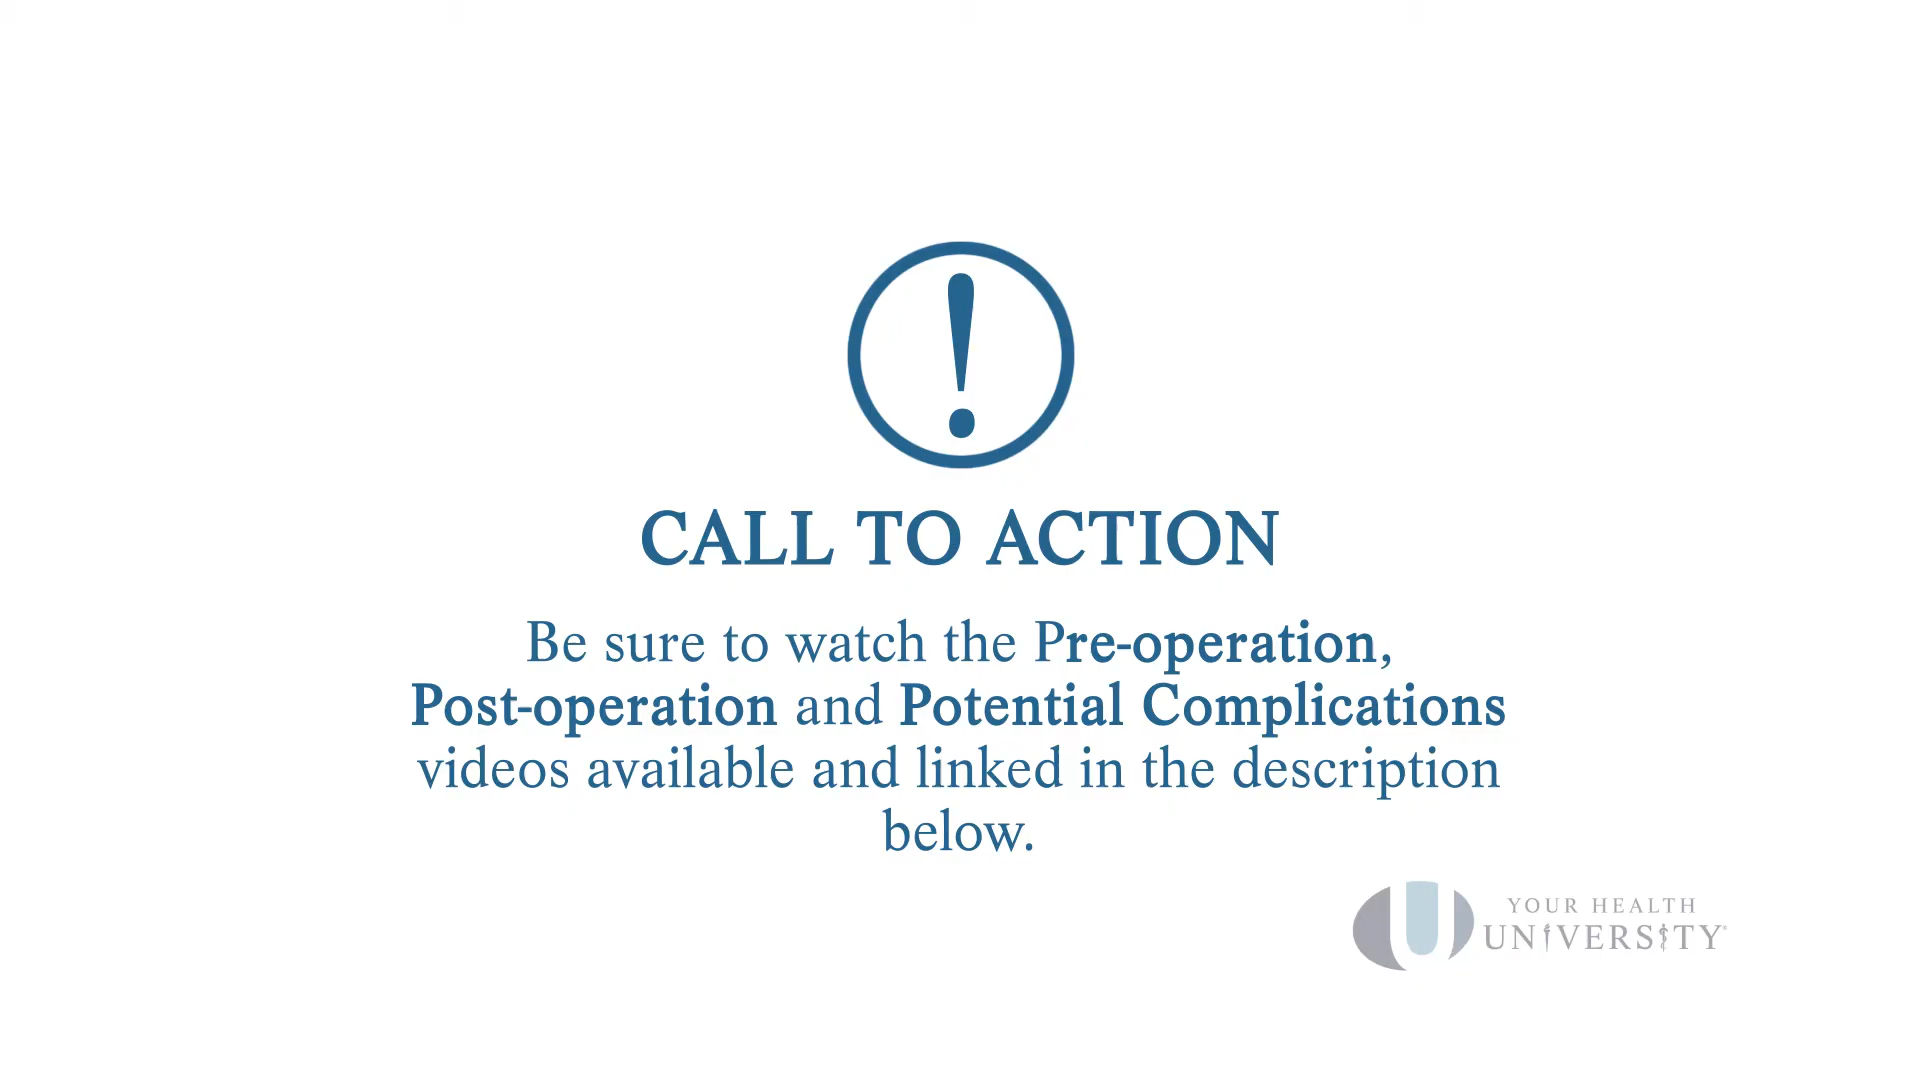 !
CALL TO ACTION
Be sure to watch the Pre-operation,
Post-operation and Potential Complications
videos available and linked in the description
below.
YOUR HEALTH
UNIVERSITY®